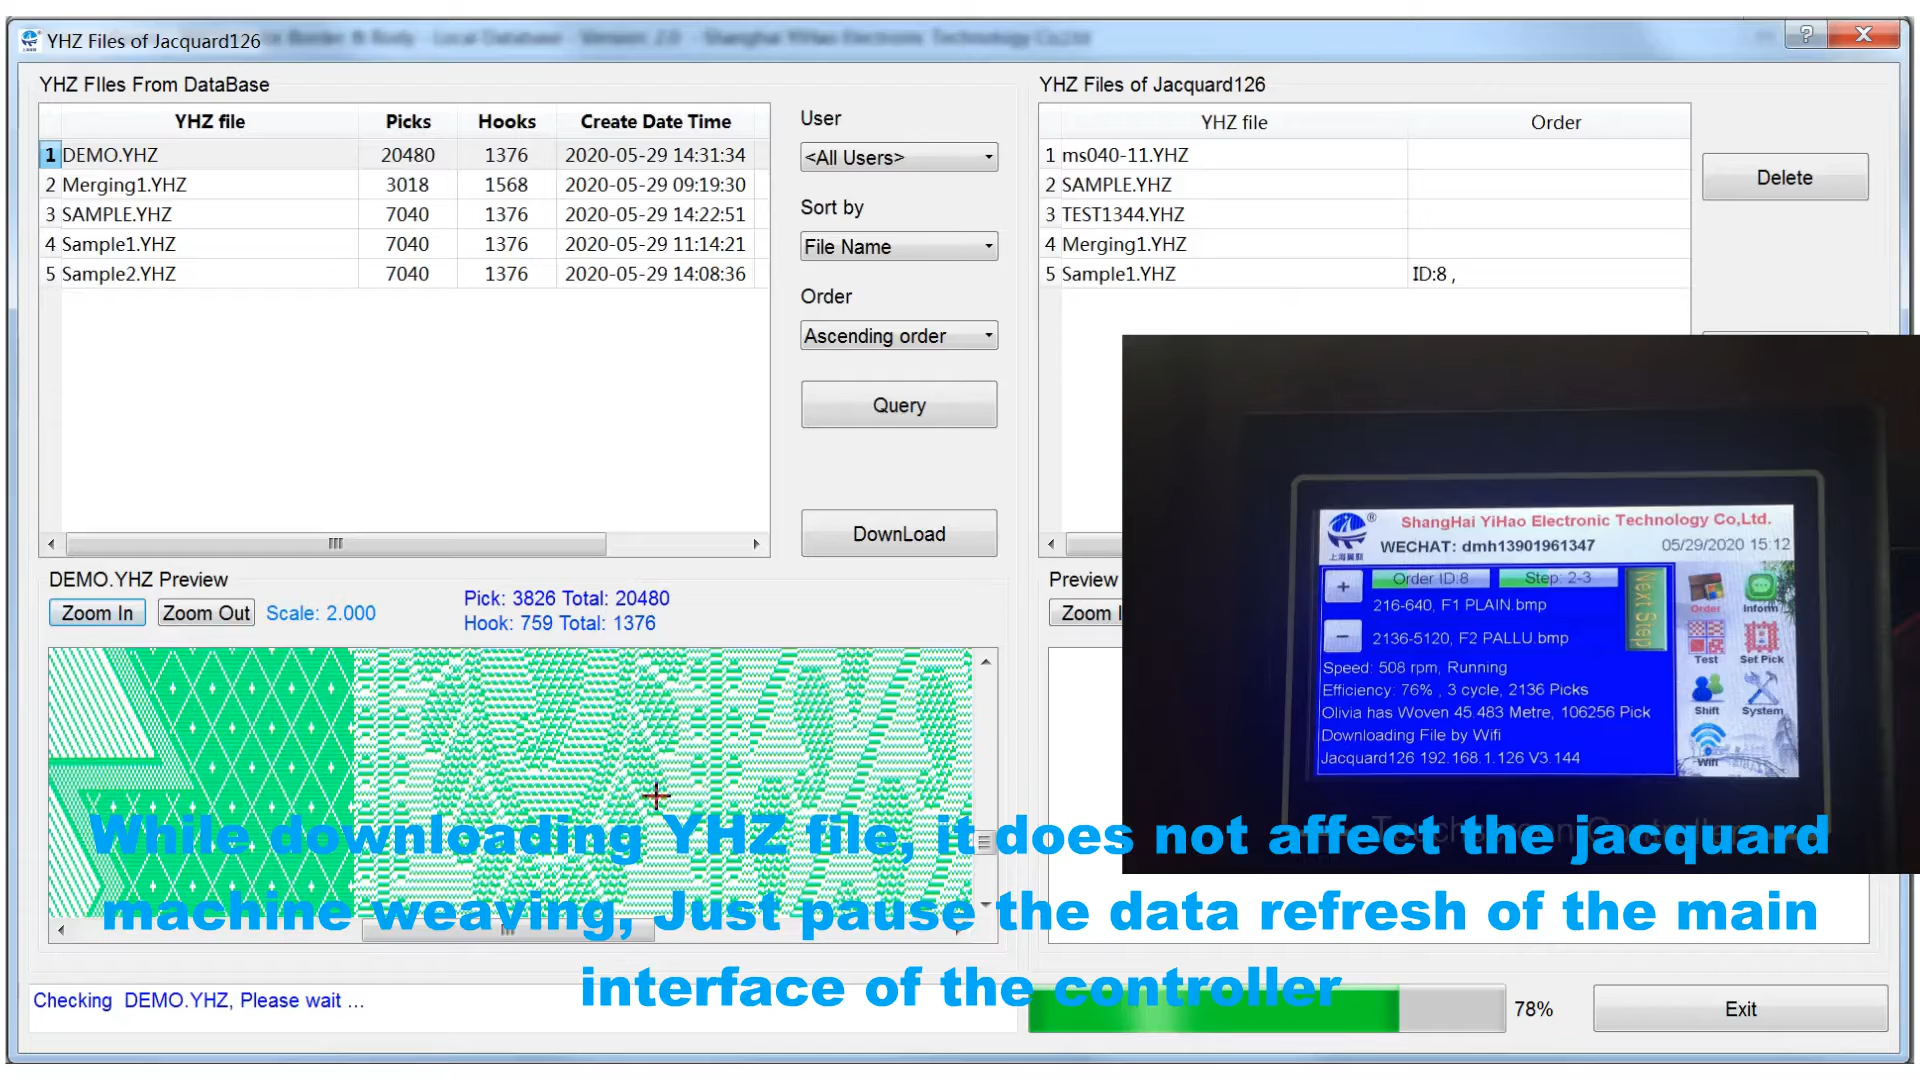 YHZ Files of Jacquard126
YHZ FIles From DataBase
YHZ file Picks Hooks Create Date Time
1 DEMO.YHZ 20480 1376 2020-05-29 14:31:34
2 Merging1.YHZ 3018 1568 2020-05-29 09:19:30
3 SAMPLE.YHZ 7040 1376 2020-05-29 14:22:51
4 Sample1.YHZ 7040 1376 2020-05-29 11:14:21
5 Sample2.YHZ 7040 1376 2020-05-29 14:08:36
User
<All Users>
Sort by
File Name
Order
Ascending order
Query
DownLoad
YHZ Files of Jacquard126
YHZ file Order
1 ms040-11.YHZ
2 SAMPLE.YHZ
3 TEST1344.YHZ
4 Merging1.YHZ
5 Sample1.YHZ ID:8 ,
Delete
DEMO.YHZ Preview
Zoom In Zoom Out Scale: 2.000
Pick: 3826 Total: 20480
Hook: 759 Total: 1376
Preview
Zoom I
ShangHai YiHao Electronic Technology Co,Ltd.
WECHAT: dmh13901961347 05/29/2020 15:12
+ Order ID:8 Step: 2-3
Next Step
216-640, F1 PLAIN.bmp
2136-5120, F2 PALLU.bmp
Speed: 508 rpm, Running
Efficiency: 76% , 3 cycle, 2136 Picks
Olivia has Woven 45.483 Metre, 106256 Pick
Downloading File by Wifi
Jacquard126 192.168.1.126 V3.144
Order Inform
Test Set Pick
Shift System
Wifi
While downloading YHZ file, it does not affect the jacquard
machine weaving, Just pause the data refresh of the main
interface of the controller
Checking DEMO.YHZ, Please wait ...
78%
Exit